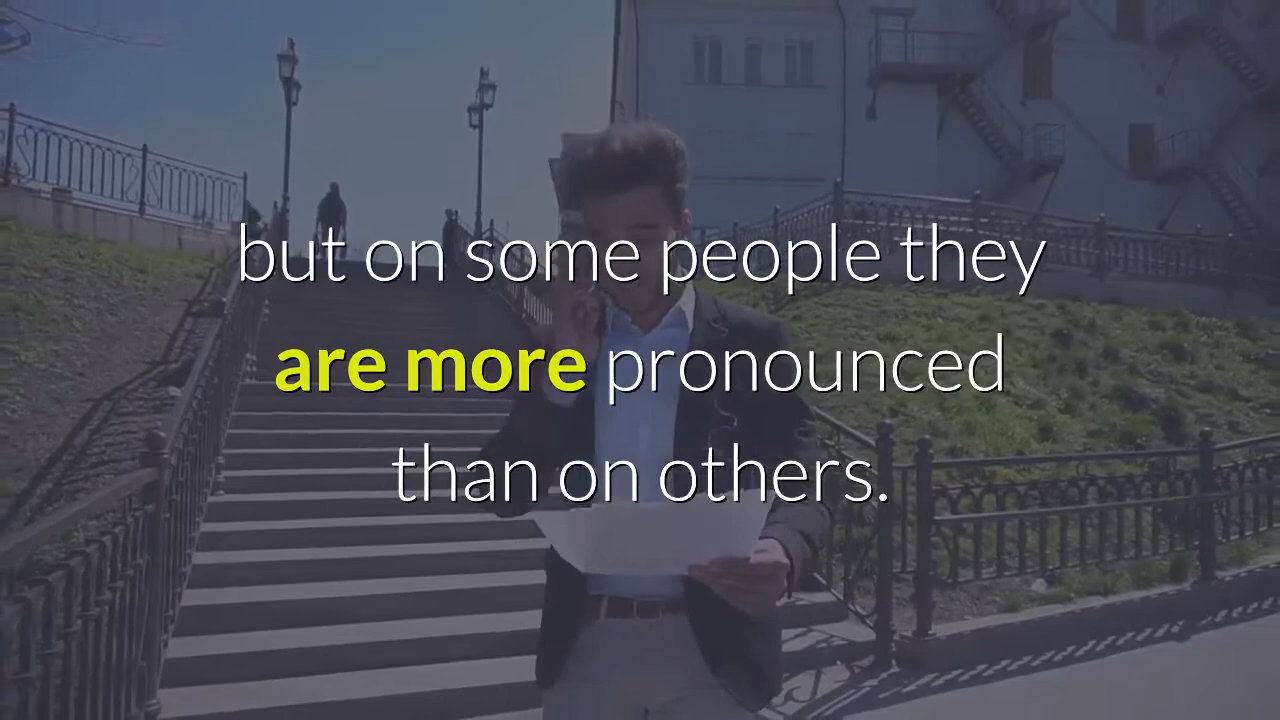 but on some people they
are more pronounced
than on others.